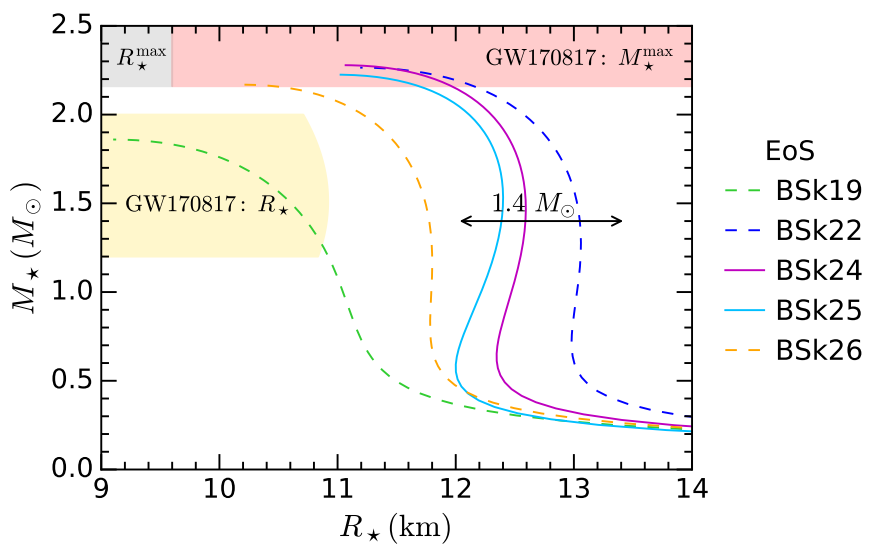 2.5
2.0
1.5
1.0
0.5
0.0
M⋆ (M⊙)
R⋆^max
GW170817: M⋆^max
GW170817: R⋆
1.4 M⊙
9 10 11 12 13 14
R⋆ (km)
EoS
BSk19
BSk22
BSk24
BSk25
BSk26